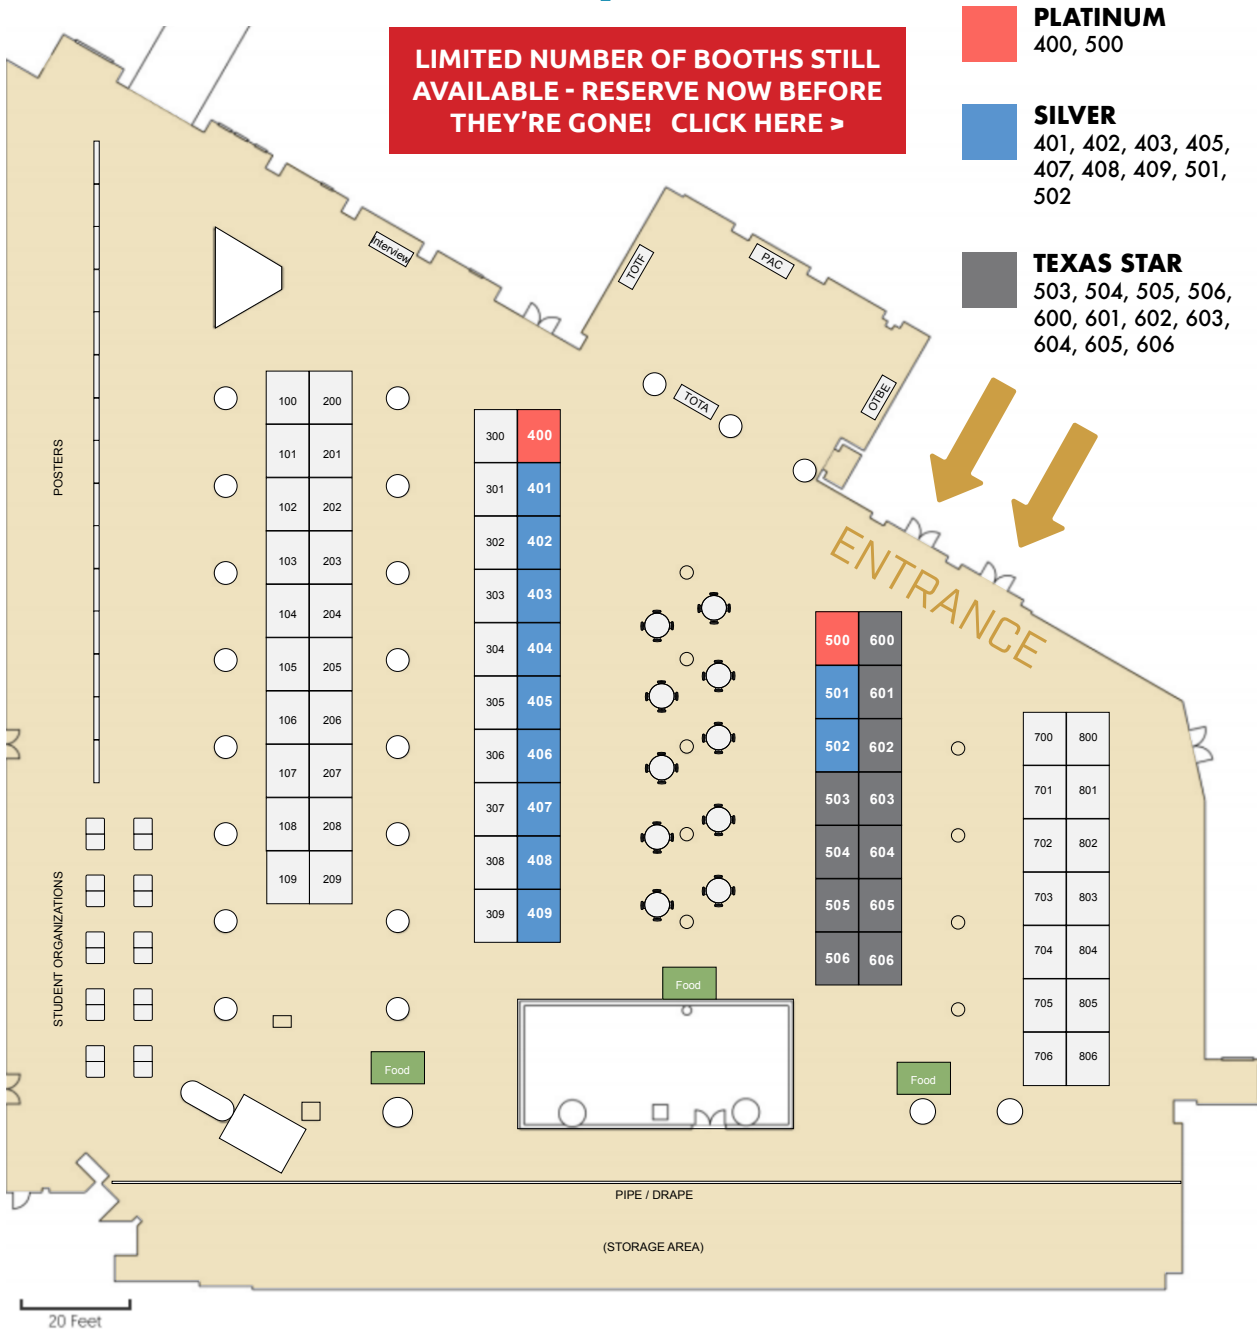 LIMITED NUMBER OF BOOTHS STILL
AVAILABLE - RESERVE NOW BEFORE
THEY'RE GONE! CLICK HERE >
PLATINUM
400, 500
SILVER
401, 402, 403, 405,
407, 408, 409, 501,
502
TEXAS STAR
503, 504, 505, 506,
600, 601, 602, 603,
604, 605, 606
Interview
TOTF
PAC
TOTA
OTBE
ENTRANCE
POSTERS
STUDENT ORGANIZATIONS
100 200
101 201
102 202
103 203
104 204
105 205
106 206
107 207
108 208
109 209
300 400
301 401
302 402
303 403
304 404
305 405
306 406
307 407
308 408
309 409
500 600
501 601
502 602
503 603
504 604
505 605
506 606
700 800
701 801
702 802
703 803
704 804
705 805
706 806
Food
Food
Food
PIPE / DRAPE
(STORAGE AREA)
20 Feet